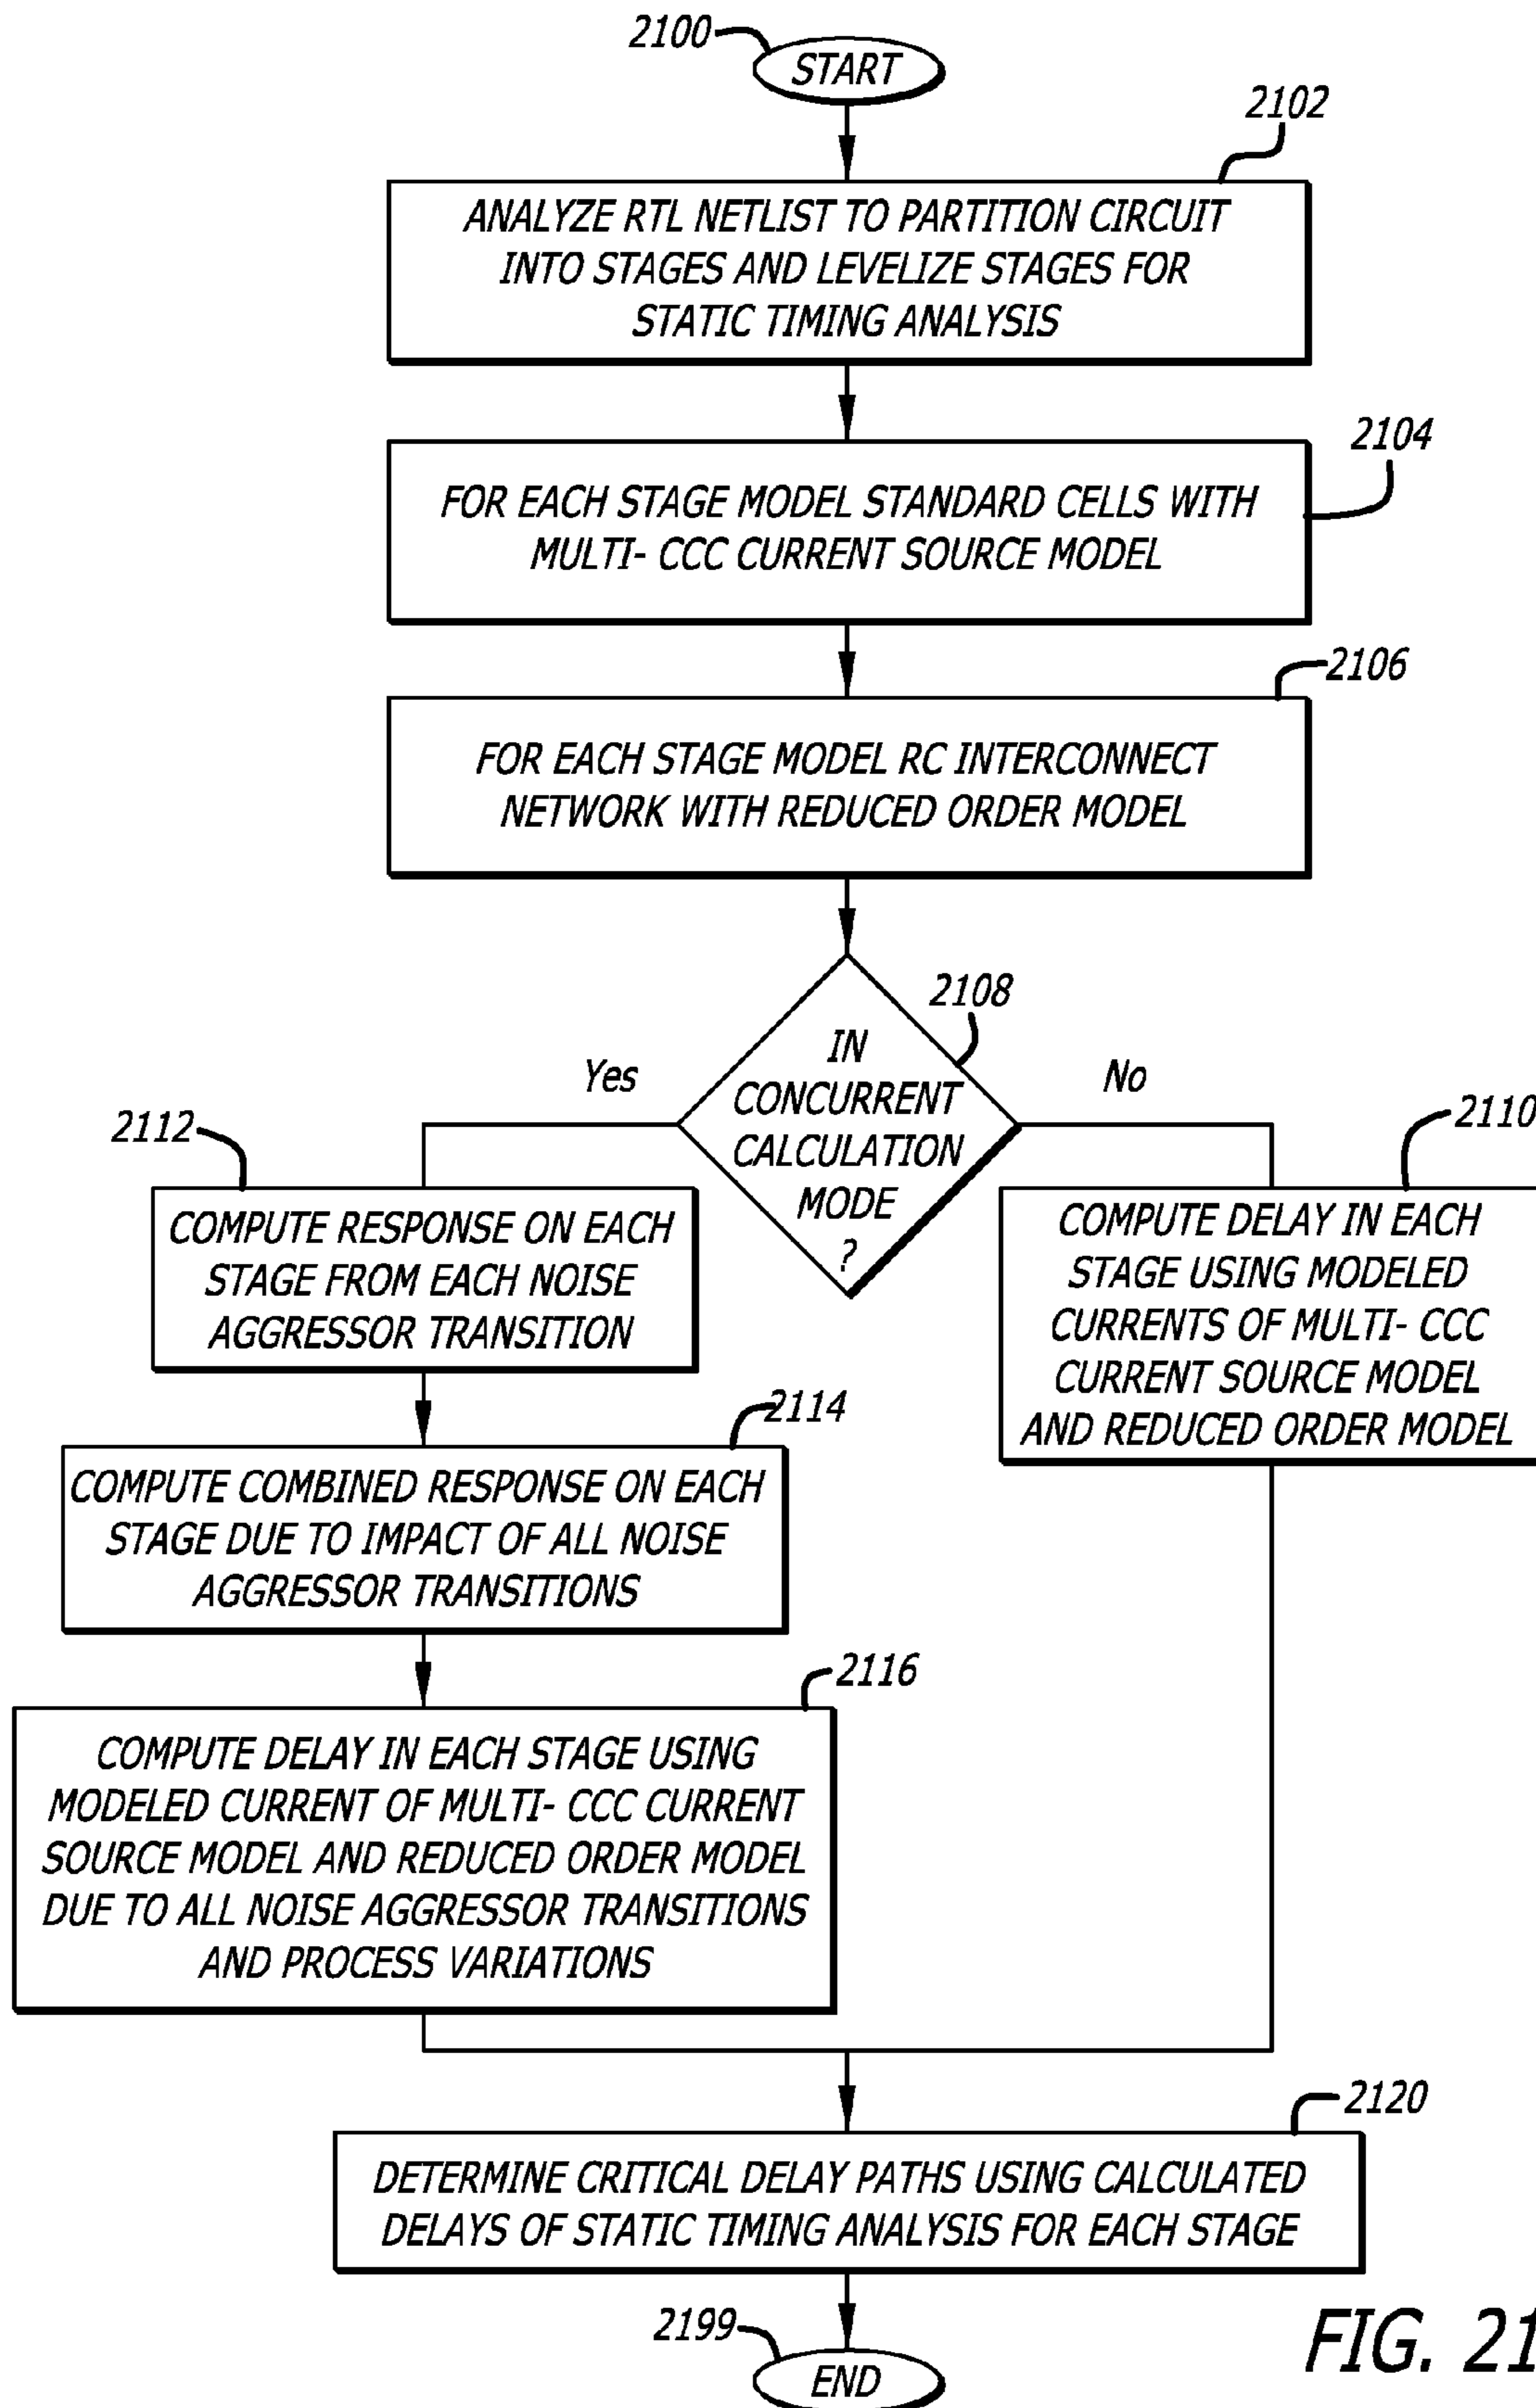 2100
START
2102
ANALYZE RTL NETLIST TO PARTITION CIRCUIT
INTO STAGES AND LEVELIZE STAGES FOR
STATIC TIMING ANALYSIS
2104
FOR EACH STAGE MODEL STANDARD CELLS WITH
MULTI- CCC CURRENT SOURCE MODEL
2106
FOR EACH STAGE MODEL RC INTERCONNECT
NETWORK WITH REDUCED ORDER MODEL
2108
IN
CONCURRENT
CALCULATION
MODE
?
Yes
No
2112
COMPUTE RESPONSE ON EACH
STAGE FROM EACH NOISE
AGGRESSOR TRANSITION
2110
COMPUTE DELAY IN EACH
STAGE USING MODELED
CURRENTS OF MULTI- CCC
CURRENT SOURCE MODEL
AND REDUCED ORDER MODEL
2114
COMPUTE COMBINED RESPONSE ON EACH
STAGE DUE TO IMPACT OF ALL NOISE
AGGRESSOR TRANSITIONS
2116
COMPUTE DELAY IN EACH STAGE USING
MODELED CURRENT OF MULTI- CCC CURRENT
SOURCE MODEL AND REDUCED ORDER MODEL
DUE TO ALL NOISE AGGRESSOR TRANSITIONS
AND PROCESS VARIATIONS
2120
DETERMINE CRITICAL DELAY PATHS USING CALCULATED
DELAYS OF STATIC TIMING ANALYSIS FOR EACH STAGE
2199
END
FIG. 21